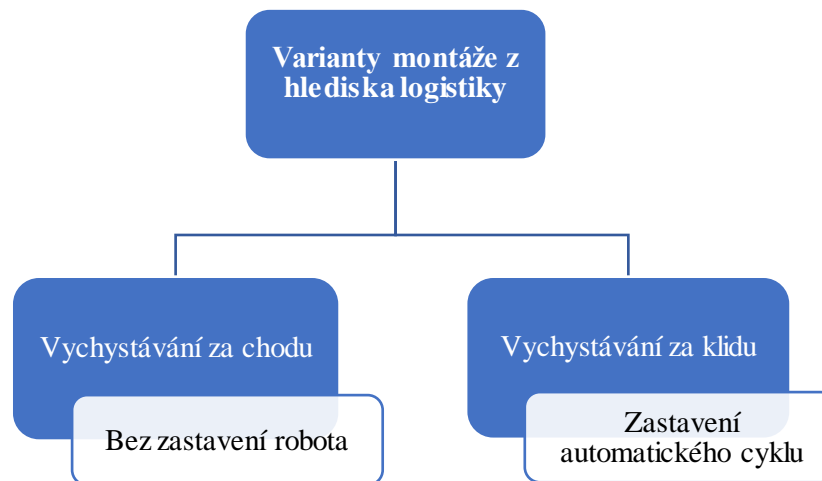 Varianty montáže z
hlediska logistiky
Vychystávání za chodu
Bez zastavení robota
Vychystávání za klidu
Zastavení
automatického cyklu